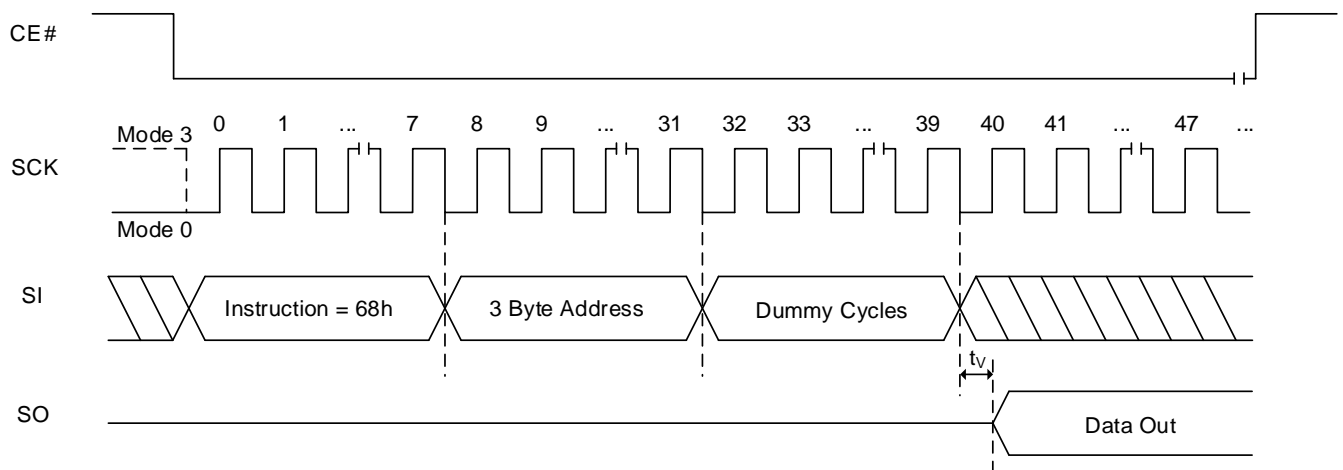 CE#
Mode 3 0 1 ... 7 8 9 ... 31 32 33 ... 39 40 41 ... 47 ...
SCK
Mode 0
SI Instruction = 68h 3 Byte Address Dummy Cycles
tV
SO Data Out